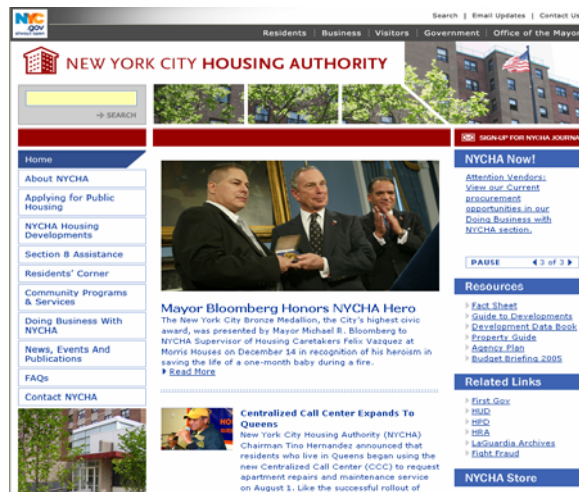 NYC
.gov
always open
Search | Email Updates | Contact Us
Residents | Business | Visitors | Government | Office of the Mayor
NEW YORK CITY HOUSING AUTHORITY
SEARCH
SIGN-UP FOR NYCHA JOURNA
Home
About NYCHA
Applying for Public
Housing
NYCHA Housing
Developments
Section 8 Assistance
Residents' Corner
Community Programs
& Services
Doing Business With
NYCHA
News, Events And
Publications
FAQs
Contact NYCHA
Mayor Bloomberg Honors NYCHA Hero
The New York City Bronze Medallion, the City's highest civic
award, was presented by Mayor Michael R. Bloomberg to
NYCHA Supervisor of Housing Caretakers Felix Vazquez at
Morris Houses on December 14 in recognition of his heroism in
saving the life of a one-month baby during a fire.
Read More
Centralized Call Center Expands To
Queens
New York City Housing Authority (NYCHA)
Chairman Tino Hernandez announced that
residents who live in Queens began using the
new Centralized Call Center (CCC) to request
apartment repairs and maintenance service
on August 1. Like the successful rollout of
NYCHA Now!
Attention Vendors:
View our Current
procurement
opportunities in our
Doing Business with
NYCHA section.
PAUSE 3 of 3
Resources
Fact Sheet
Guide to Developments
Development Data Book
Property Guide
Agency Plan
Budget Briefing 2005
Related Links
First Gov
HUD
HPD
HRA
LaGuardia Archives
Fight Fraud
NYCHA Store